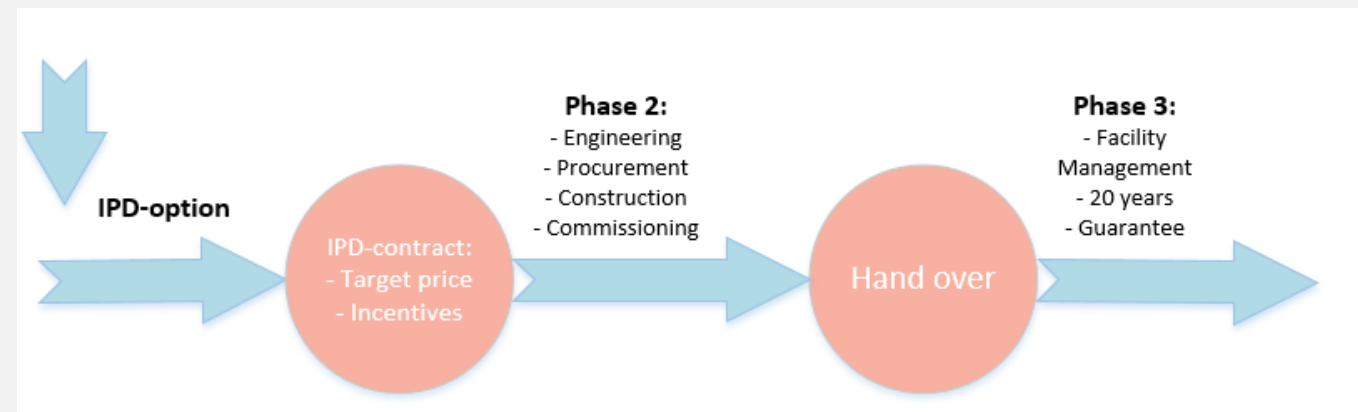 IPD-option
IPD-contract:
- Target price
- Incentives
Phase 2:
- Engineering
- Procurement
- Construction
- Commissioning
Hand over
Phase 3:
- Facility
Management
- 20 years
- Guarantee